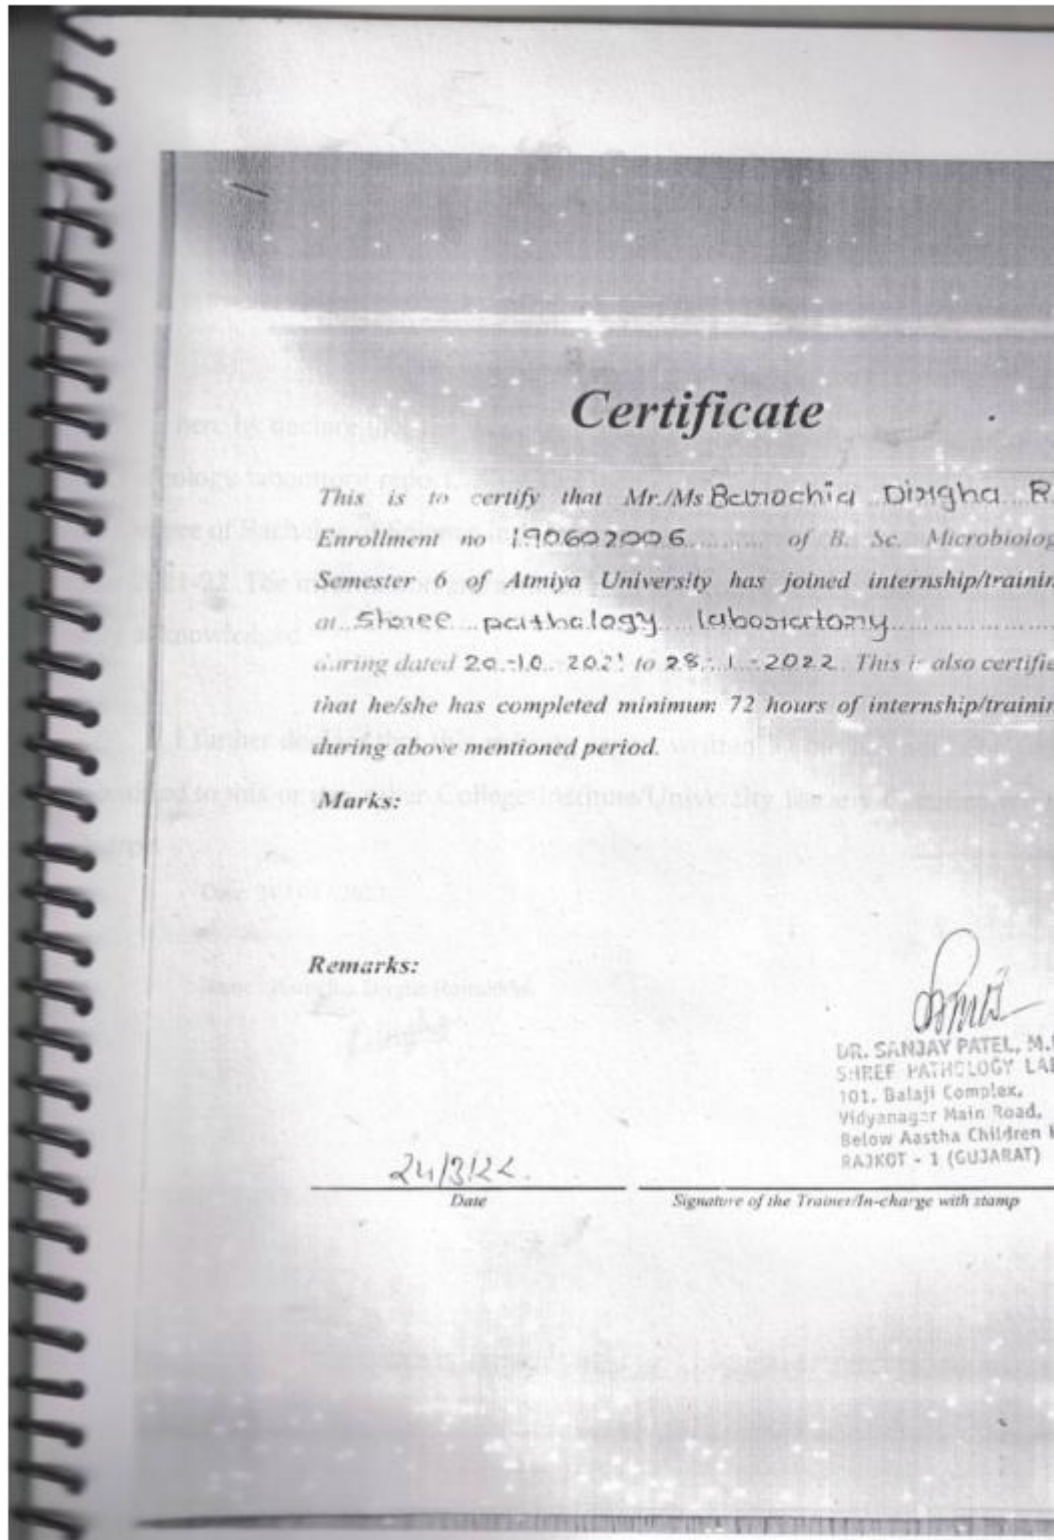 Certificate
This is to certify that Mr./Ms Barochia Dirgha R.
Enrollment no 190602006 of B. Sc. Microbiolog
Semester 6 of Atmiya University has joined internship/trainin
at Shree pathology laboratory
during dated 20-10-2021 to 28-1-2022. This is also certifie
that he/she has completed minimum 72 hours of internship/trainin
during above mentioned period.
Marks:
Remarks:
DR. SANJAY PATEL, M.
SHREE PATHOLOGY LAB
101, Balaji Complex,
Vidyanagar Main Road,
Below Aastha Children H
RAJKOT - 1 (GUJARAT)
24/3/22.
Date
Signature of the Trainer/In-charge with stamp